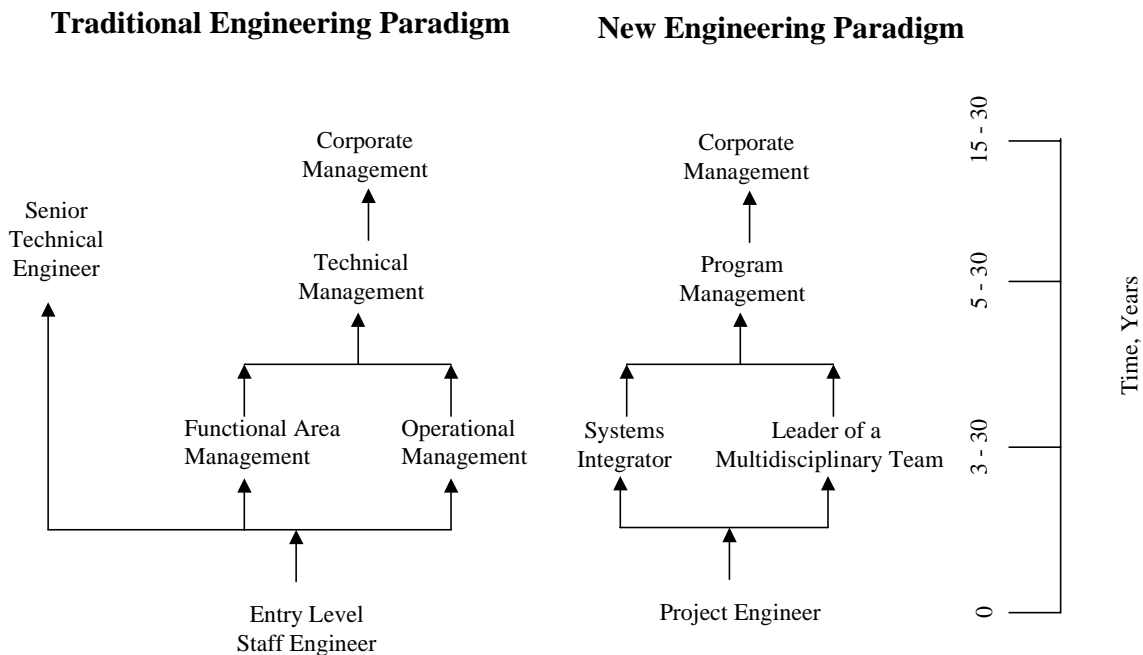 Traditional Engineering Paradigm
New Engineering Paradigm
Corporate
Management
Senior
Technical
Engineer
Technical
Management
Functional Area
Management
Operational
Management
Entry Level
Staff Engineer
Corporate
Management
Program
Management
Systems
Integrator
Leader of a
Multidisciplinary Team
Project Engineer
15 - 30
5 - 30
3 - 30
0
Time, Years